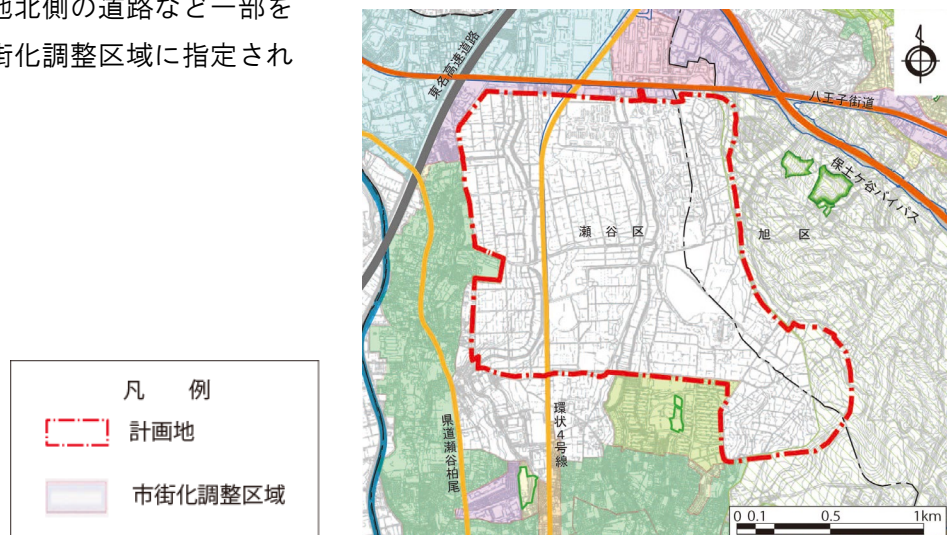 地北側の道路など一部を
街化調整区域に指定され
東名高速道路
八王子街道
保土ケ谷バイパス
瀬谷区
旭区
環状4号線
県道瀬谷柏尾
凡 例
計画地
市街化調整区域
0 0.1 0.5 1km